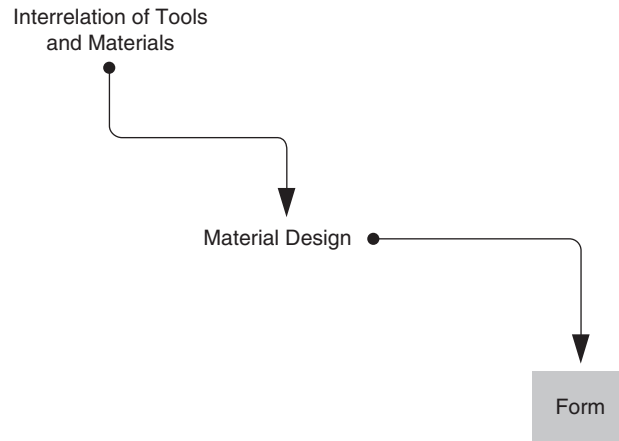 Interrelation of Tools
and Materials
Material Design
Form